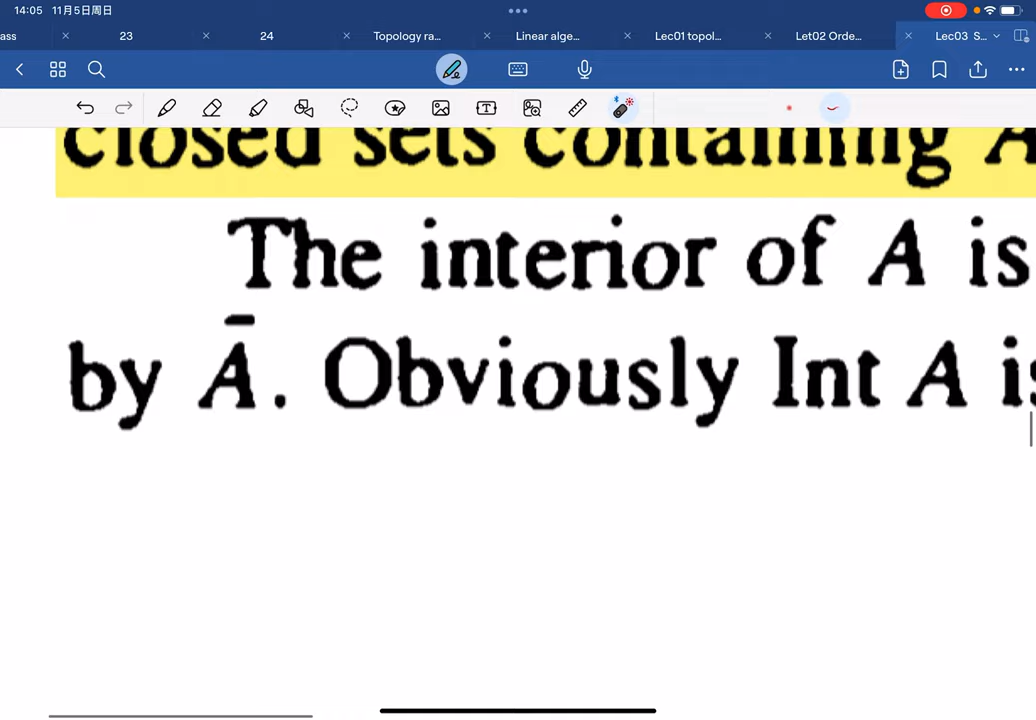 14:05 11月5日周日
ass 23 24 Topology ra... Linear alge... Lec01 topol... Let02 Orde... Lec03 S...
closed sets containing A
The interior of A is
by Ā. Obviously Int A is